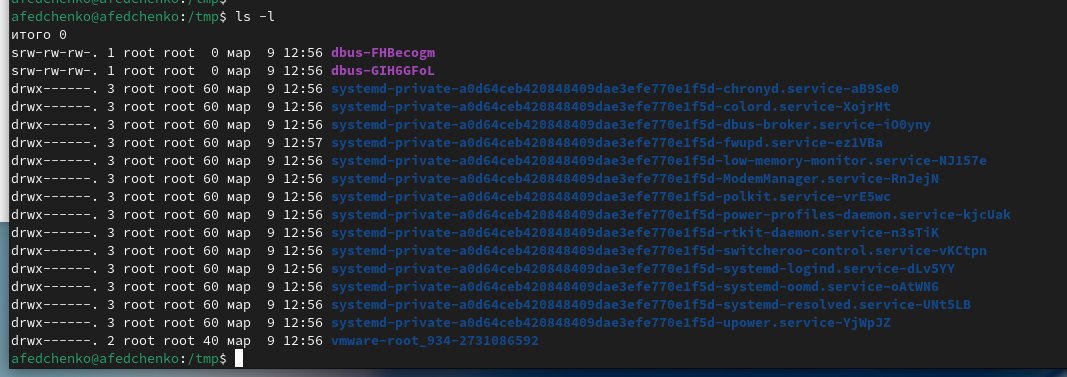 afedchenko@afedchenko:/tmp$
afedchenko@afedchenko:/tmp$ ls -l
итого 0
srw-rw-rw-. 1 root root  0 мар  9 12:56 dbus-FHBecogm
srw-rw-rw-. 1 root root  0 мар  9 12:56 dbus-GIH6GFoL
drwx------. 3 root root 60 мар  9 12:56 systemd-private-a0d64ceb420848409dae3efe770e1f5d-chronyd.service-aB9Se0
drwx------. 3 root root 60 мар  9 12:56 systemd-private-a0d64ceb420848409dae3efe770e1f5d-colord.service-XojrHt
drwx------. 3 root root 60 мар  9 12:56 systemd-private-a0d64ceb420848409dae3efe770e1f5d-dbus-broker.service-iO0yny
drwx------. 3 root root 60 мар  9 12:57 systemd-private-a0d64ceb420848409dae3efe770e1f5d-fwupd.service-ez1VBa
drwx------. 3 root root 60 мар  9 12:56 systemd-private-a0d64ceb420848409dae3efe770e1f5d-low-memory-monitor.service-NJ157e
drwx------. 3 root root 60 мар  9 12:56 systemd-private-a0d64ceb420848409dae3efe770e1f5d-ModemManager.service-RnJejN
drwx------. 3 root root 60 мар  9 12:56 systemd-private-a0d64ceb420848409dae3efe770e1f5d-polkit.service-vrE5wc
drwx------. 3 root root 60 мар  9 12:56 systemd-private-a0d64ceb420848409dae3efe770e1f5d-power-profiles-daemon.service-kjcUak
drwx------. 3 root root 60 мар  9 12:56 systemd-private-a0d64ceb420848409dae3efe770e1f5d-rtkit-daemon.service-n3sTiK
drwx------. 3 root root 60 мар  9 12:56 systemd-private-a0d64ceb420848409dae3efe770e1f5d-switcheroo-control.service-vKCtpn
drwx------. 3 root root 60 мар  9 12:56 systemd-private-a0d64ceb420848409dae3efe770e1f5d-systemd-logind.service-dLv5YY
drwx------. 3 root root 60 мар  9 12:56 systemd-private-a0d64ceb420848409dae3efe770e1f5d-systemd-oomd.service-oAtWN6
drwx------. 3 root root 60 мар  9 12:56 systemd-private-a0d64ceb420848409dae3efe770e1f5d-systemd-resolved.service-UNt5LB
drwx------. 3 root root 60 мар  9 12:56 systemd-private-a0d64ceb420848409dae3efe770e1f5d-upower.service-YjWpJZ
drwx------. 2 root root 40 мар  9 12:56 vmware-root_934-2731086592
afedchenko@afedchenko:/tmp$